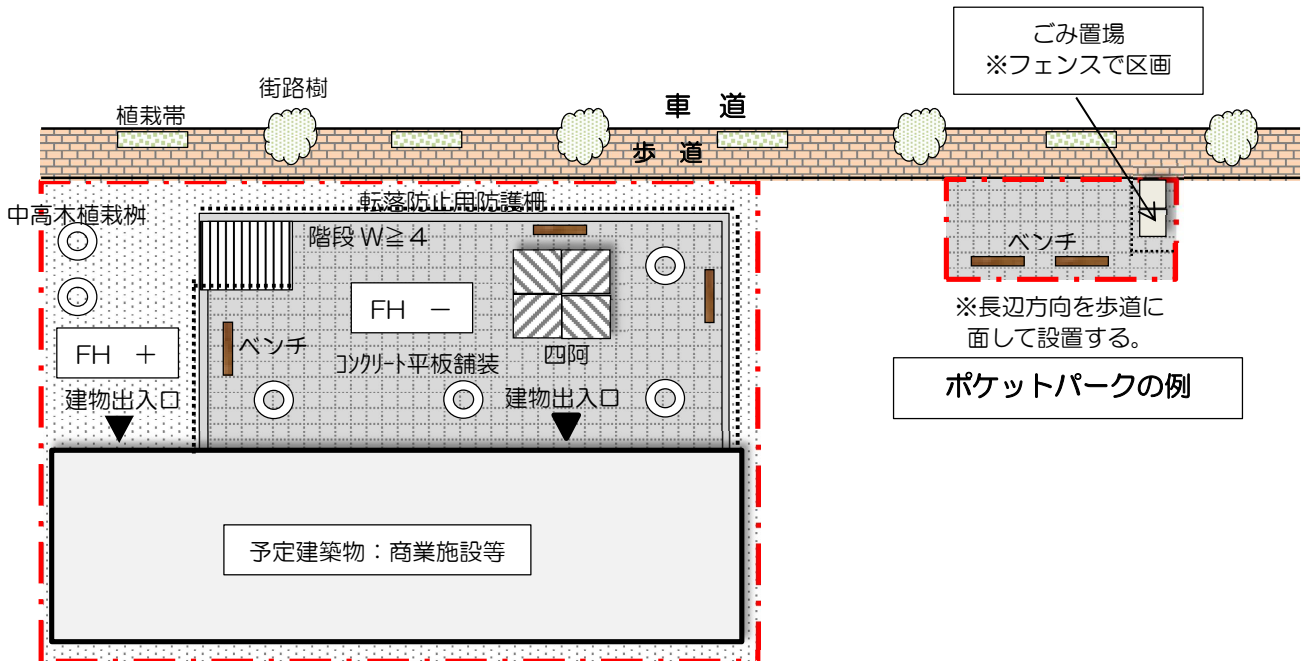 ごみ置場
※フェンスで区画
街路樹
植栽帯
車 道
歩 道
転落防止用防護柵
中高木植栽桝
階段 W≧4
FH －
FH ＋
ベンチ
コンクリート平板舗装
四阿
建物出入口
建物出入口
予定建築物：商業施設等
ベンチ
※長辺方向を歩道に
面して設置する。
ポケットパークの例